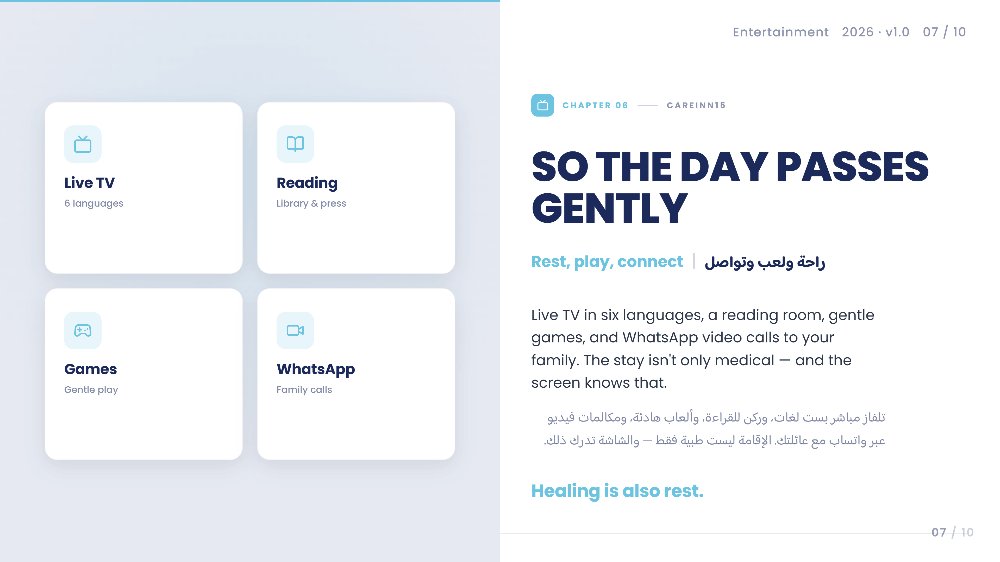 Entertainment 2026 · v1.0 07 / 10
Live TV
6 languages
Reading
Library & press
Games
Gentle play
WhatsApp
Family calls
CHAPTER 06 — CAREINN15
SO THE DAY PASSES
GENTLY
Rest, play, connect | راحة ولعب وتواصل
Live TV in six languages, a reading room, gentle
games, and WhatsApp video calls to your
family. The stay isn't only medical — and the
screen knows that.
تلفاز مباشر بست لغات، وركن للقراءة، وألعاب هادئة، ومكالمات فيديو
عبر واتساب مع عائلتك. الإقامة ليست طبية فقط — والشاشة تدرك ذلك.
Healing is also rest.
07 / 10